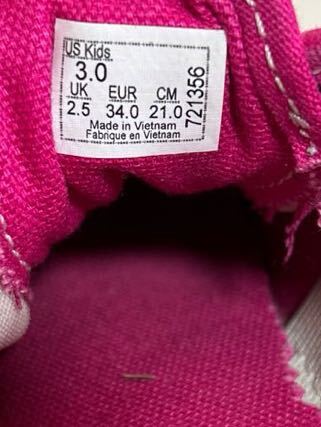 US Kids
3.0
UK EUR CM
2.5 34.0 21.0
Made in Vietnam
Fabrique en Vietnam
721356